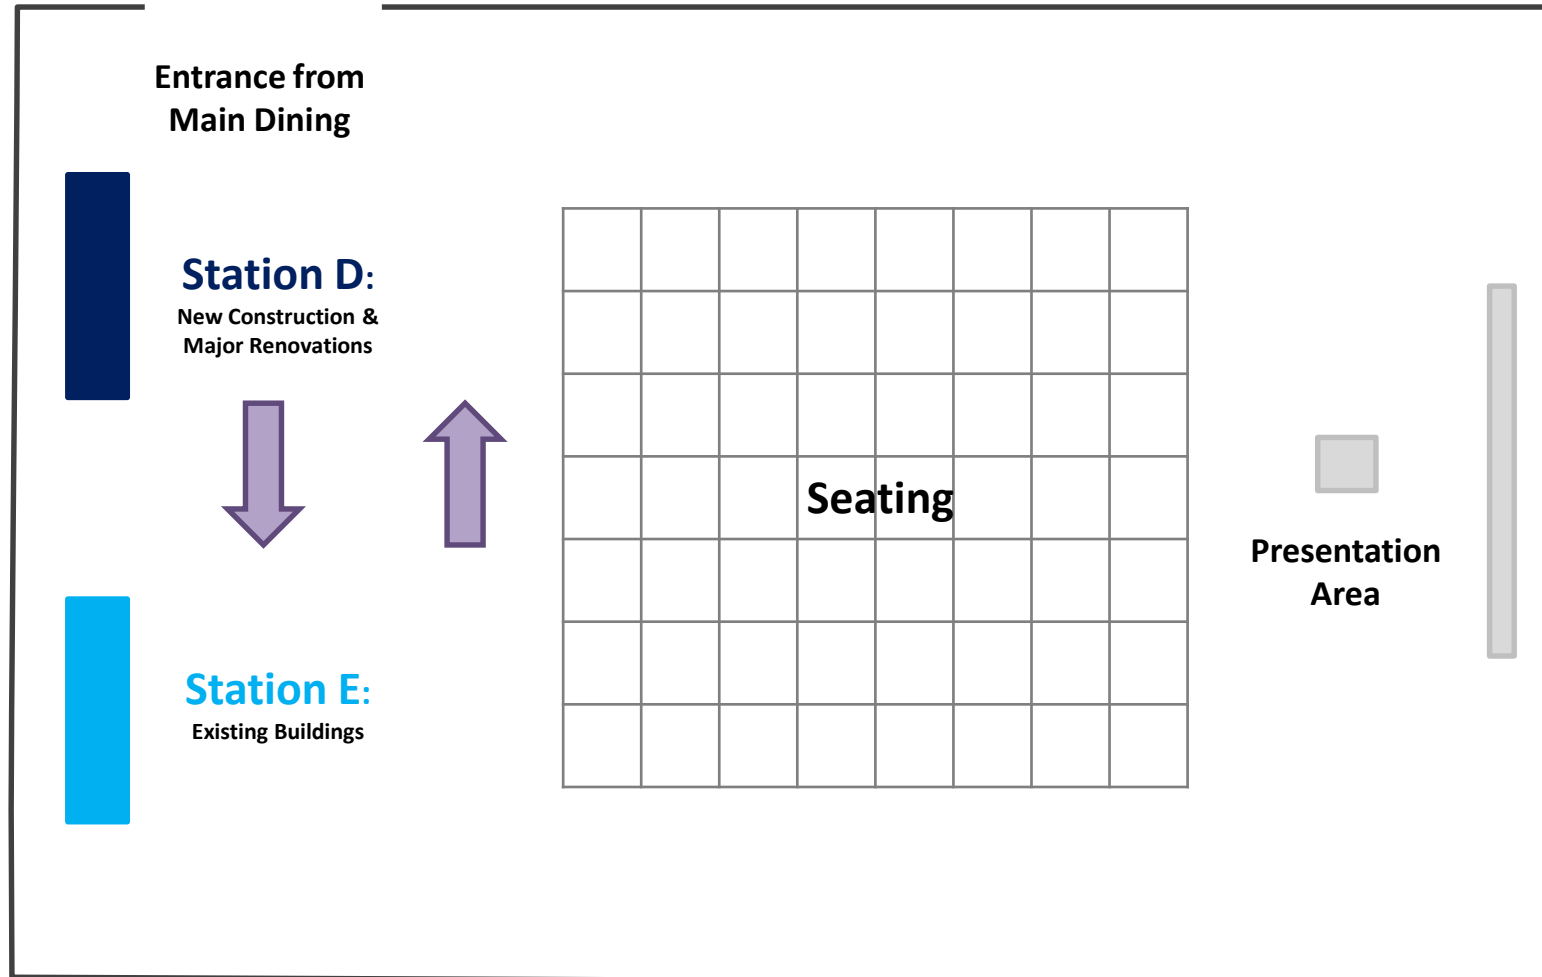 Entrance from
Main Dining
Station D:
New Construction &
Major Renovations
Seating
Presentation
Area
Station E:
Existing Buildings